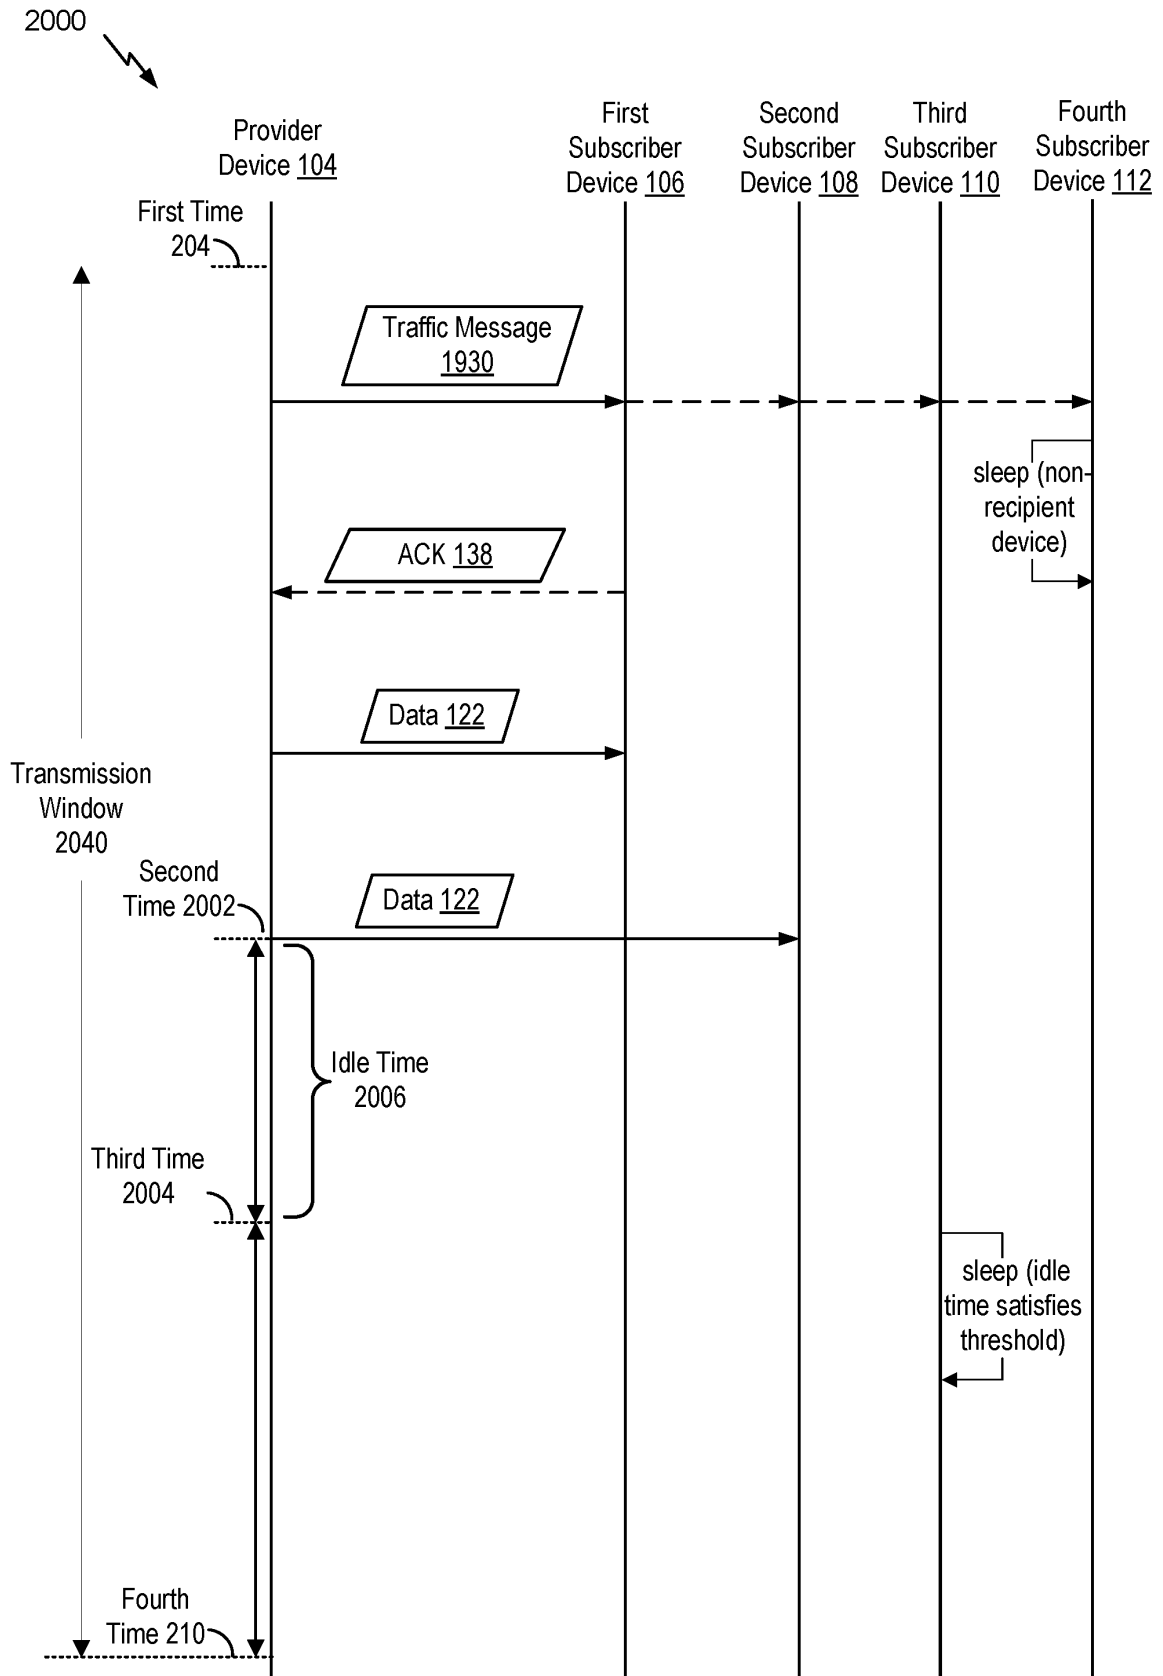 2000
Provider
Device 104
First
Subscriber
Device 106
Second
Subscriber
Device 108
Third
Subscriber
Device 110
Fourth
Subscriber
Device 112
First Time
204
Traffic Message
1930
sleep (non-
recipient
device)
ACK 138
Data 122
Transmission
Window
2040
Second
Time 2002
Data 122
Idle Time
2006
Third Time
2004
sleep (idle
time satisfies
threshold)
Fourth
Time 210